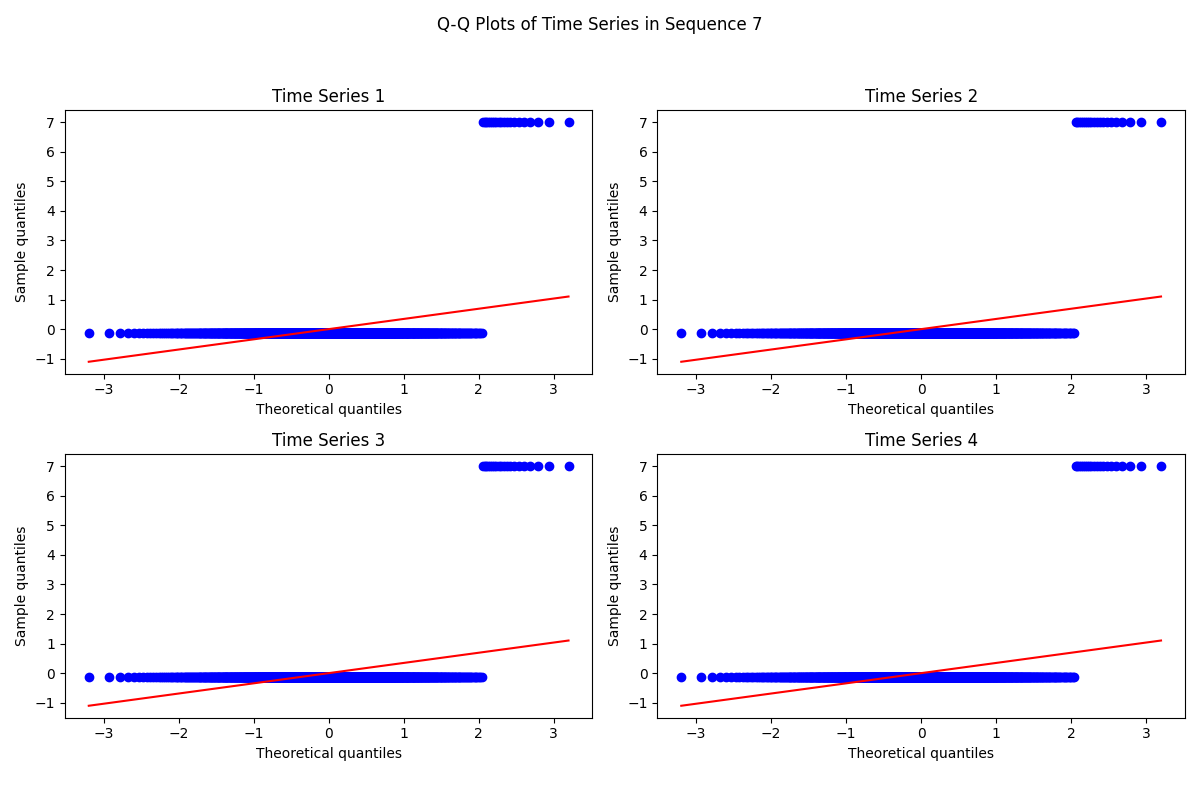 Q-Q Plots of Time Series in Sequence 7
Time Series 1
7
6
5
4
3
2
1
0
−1
Sample quantiles
−3 −2 −1 0 1 2 3
Theoretical quantiles
Time Series 2
7
6
5
4
3
2
1
0
−1
Sample quantiles
−3 −2 −1 0 1 2 3
Theoretical quantiles
Time Series 3
7
6
5
4
3
2
1
0
−1
Sample quantiles
−3 −2 −1 0 1 2 3
Theoretical quantiles
Time Series 4
7
6
5
4
3
2
1
0
−1
Sample quantiles
−3 −2 −1 0 1 2 3
Theoretical quantiles